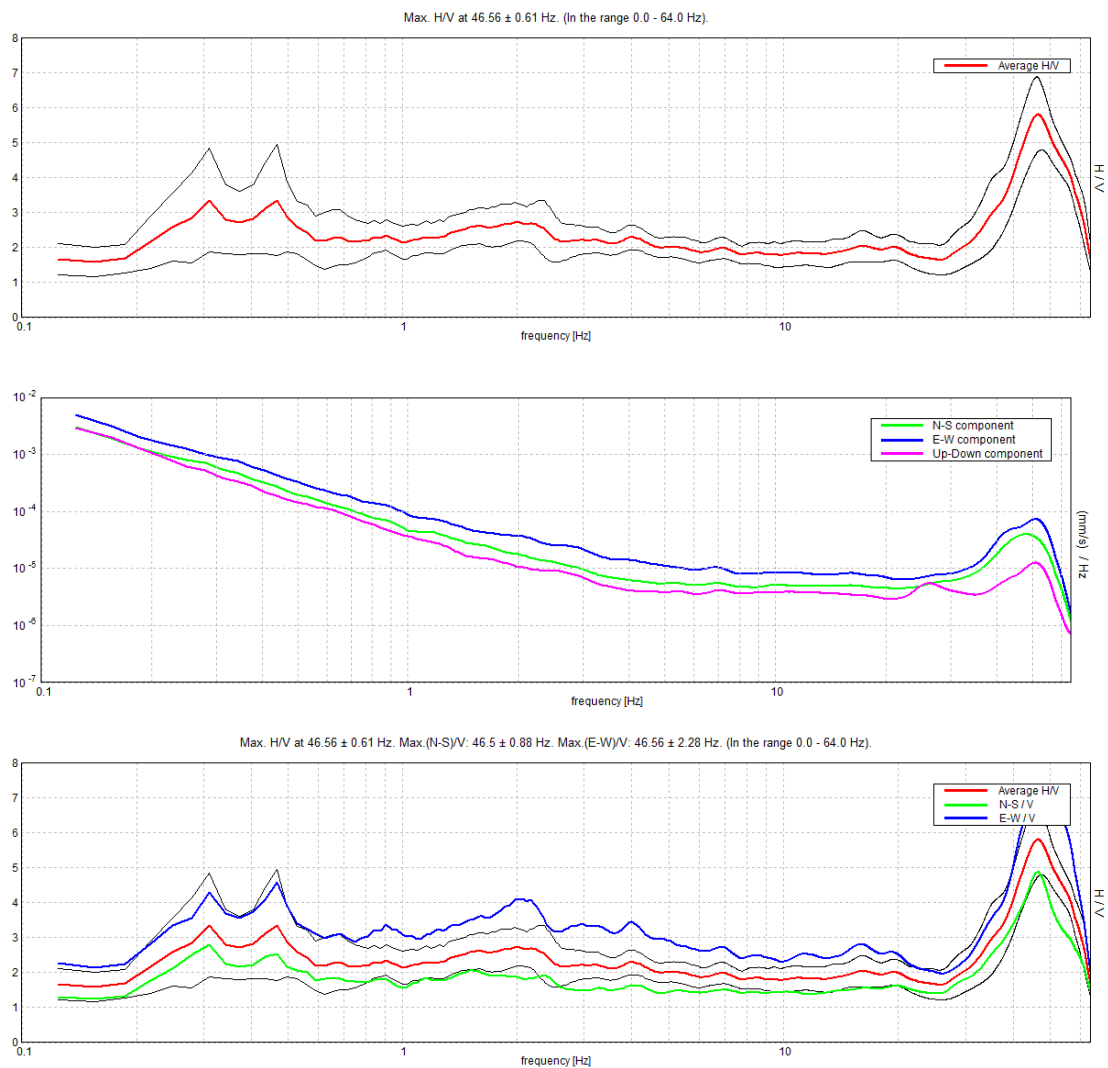 Max. H/V at 46.56 ± 0.61 Hz. (In the range 0.0 - 64.0 Hz).
8
7
6
5
4
3
2
1
0
Average H/V
H / V
0.1
1
10
frequency [Hz]
10 -2
10 -3
10 -4
10 -5
10 -6
10 -7
N-S component
E-W component
Up-Down component
(mm/s) / Hz
0.1
1
10
frequency [Hz]
Max. H/V at 46.56 ± 0.61 Hz. Max.(N-S)/V: 46.5 ± 0.88 Hz. Max.(E-W)/V: 46.56 ± 2.28 Hz. (In the range 0.0 - 64.0 Hz).
8
7
6
5
4
3
2
1
0
Average H/V
N-S / V
E-W / V
H / V
0.1
1
10
frequency [Hz]